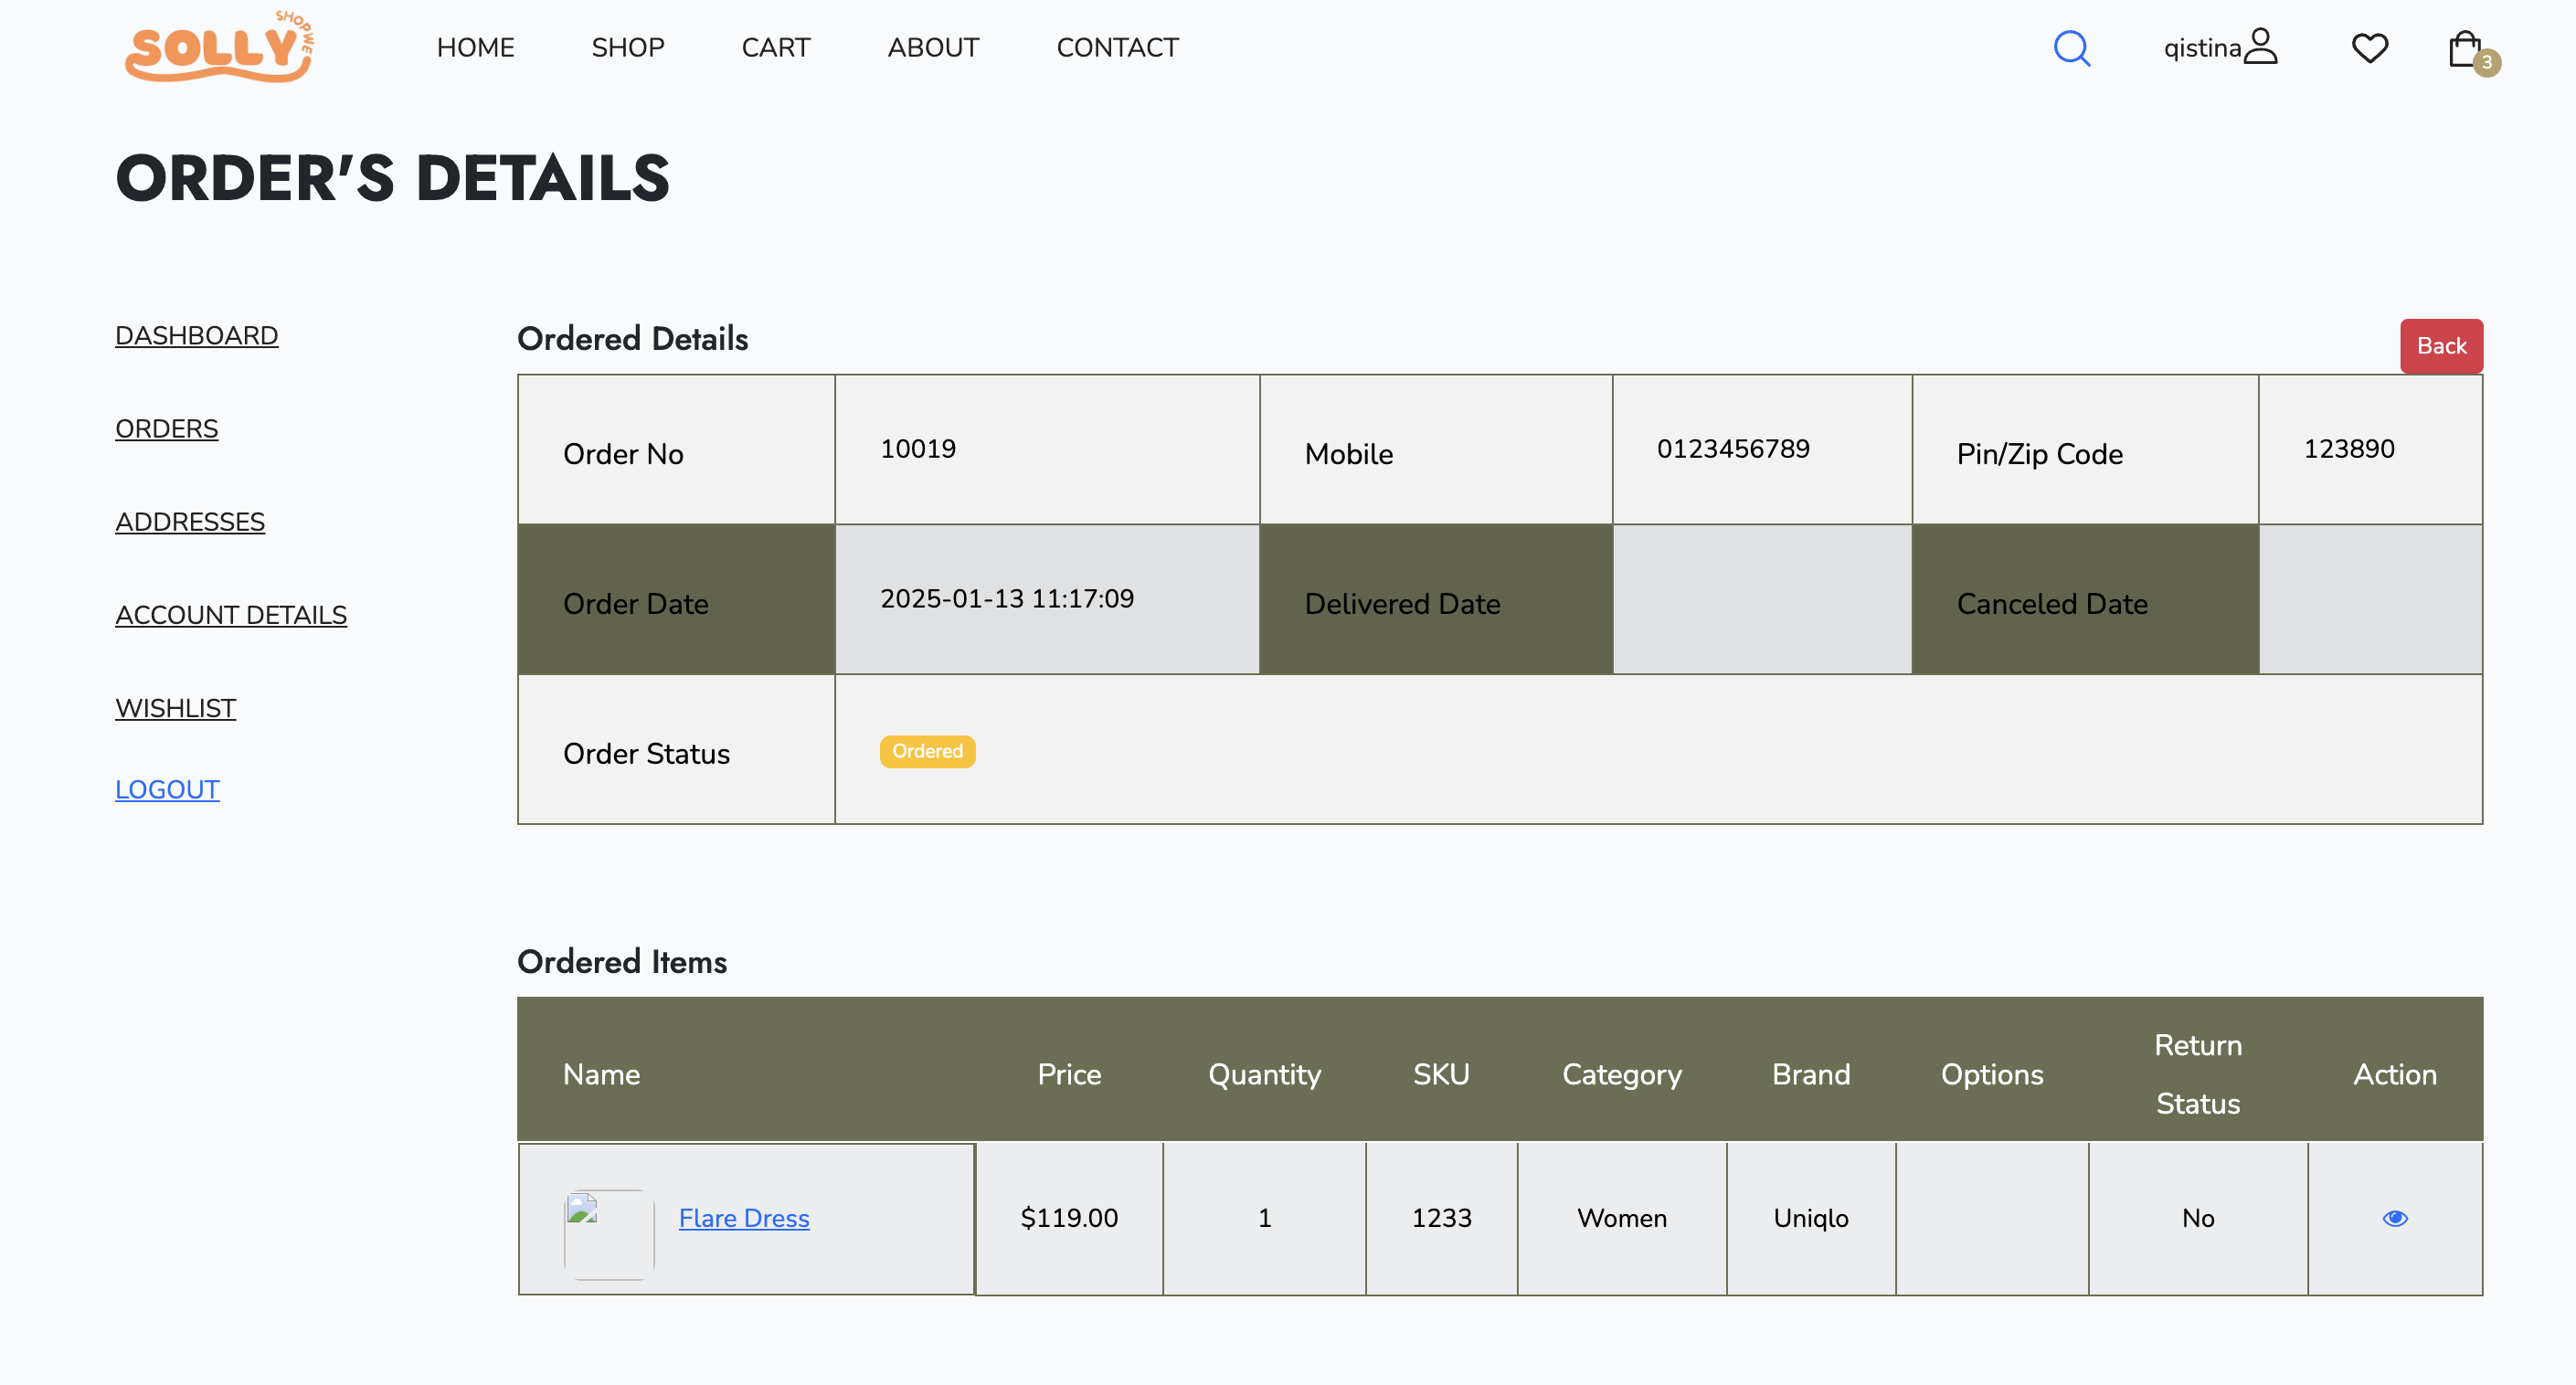 SOLLY SHOPWE
HOME SHOP CART ABOUT CONTACT qistina 3
ORDER'S DETAILS
DASHBOARD
ORDERS
ADDRESSES
ACCOUNT DETAILS
WISHLIST
LOGOUT
Ordered Details Back
Order No 10019 Mobile 0123456789 Pin/Zip Code 123890
Order Date 2025-01-13 11:17:09 Delivered Date Canceled Date
Order Status Ordered
Ordered Items
Name Price Quantity SKU Category Brand Options Return Status Action
Flare Dress $119.00 1 1233 Women Uniqlo No